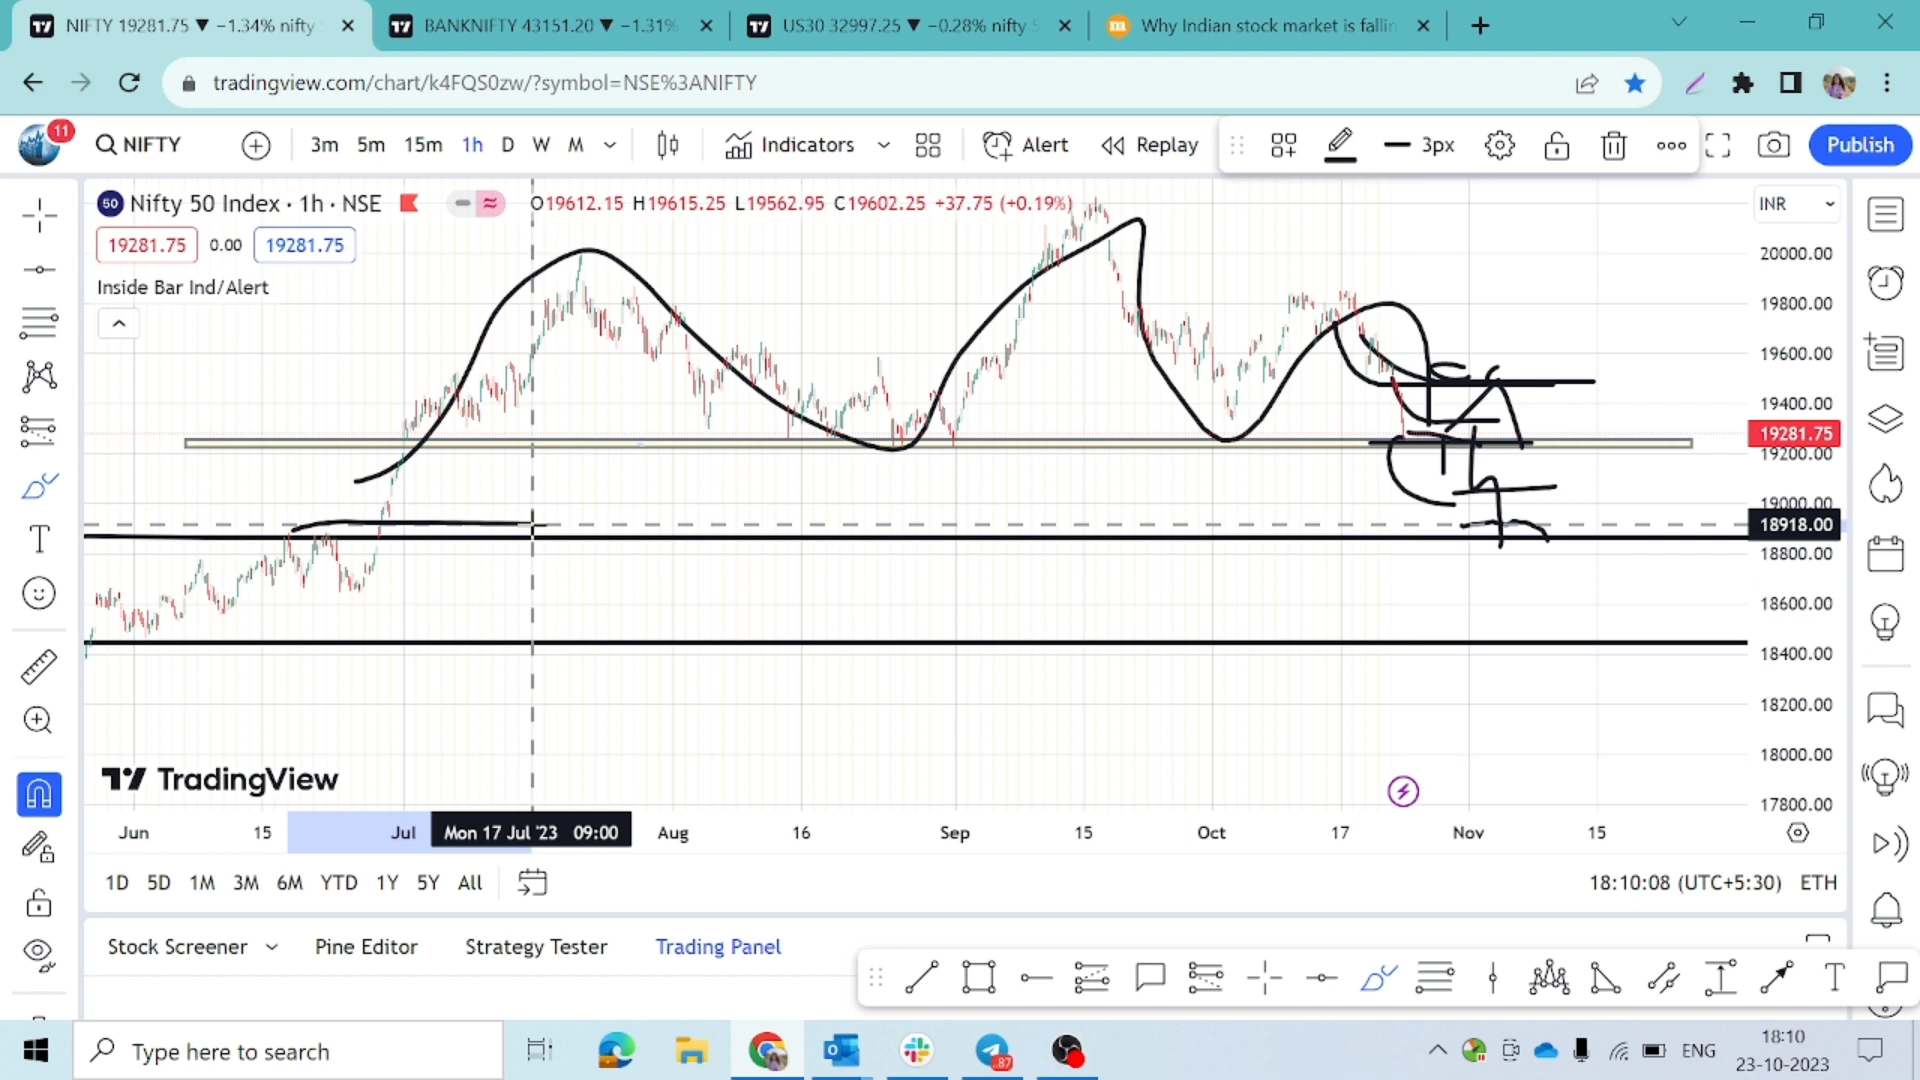 NIFTY 19281.75 ▼ −1.34% nifty
BANKNIFTY 43151.20 ▼ −1.31%
US30 32997.25 ▼ −0.28% nifty
Why Indian stock market is fallin
tradingview.com/chart/k4FQS0zw/?symbol=NSE%3ANIFTY
11
NIFTY
3m 5m 15m 1h D W M
Indicators
Alert
Replay
3px
Publish
50
Nifty 50 Index · 1h · NSE
O19612.15 H19615.25 L19562.95 C19602.25 +37.75 (+0.19%)
INR
19281.75 0.00 19281.75
Inside Bar Ind/Alert
20000.00
19800.00
19600.00
19400.00
19281.75
19200.00
19000.00
18918.00
18800.00
18600.00
18400.00
18200.00
18000.00
17800.00
TradingView
Jun 15 Jul Mon 17 Jul '23 09:00 Aug 16 Sep 15 Oct 17 Nov 15
1D 5D 1M 3M 6M YTD 1Y 5Y All
18:10:08 (UTC+5:30) ETH
Stock Screener Pine Editor Strategy Tester Trading Panel
Type here to search
87
ENG
18:10
23-10-2023